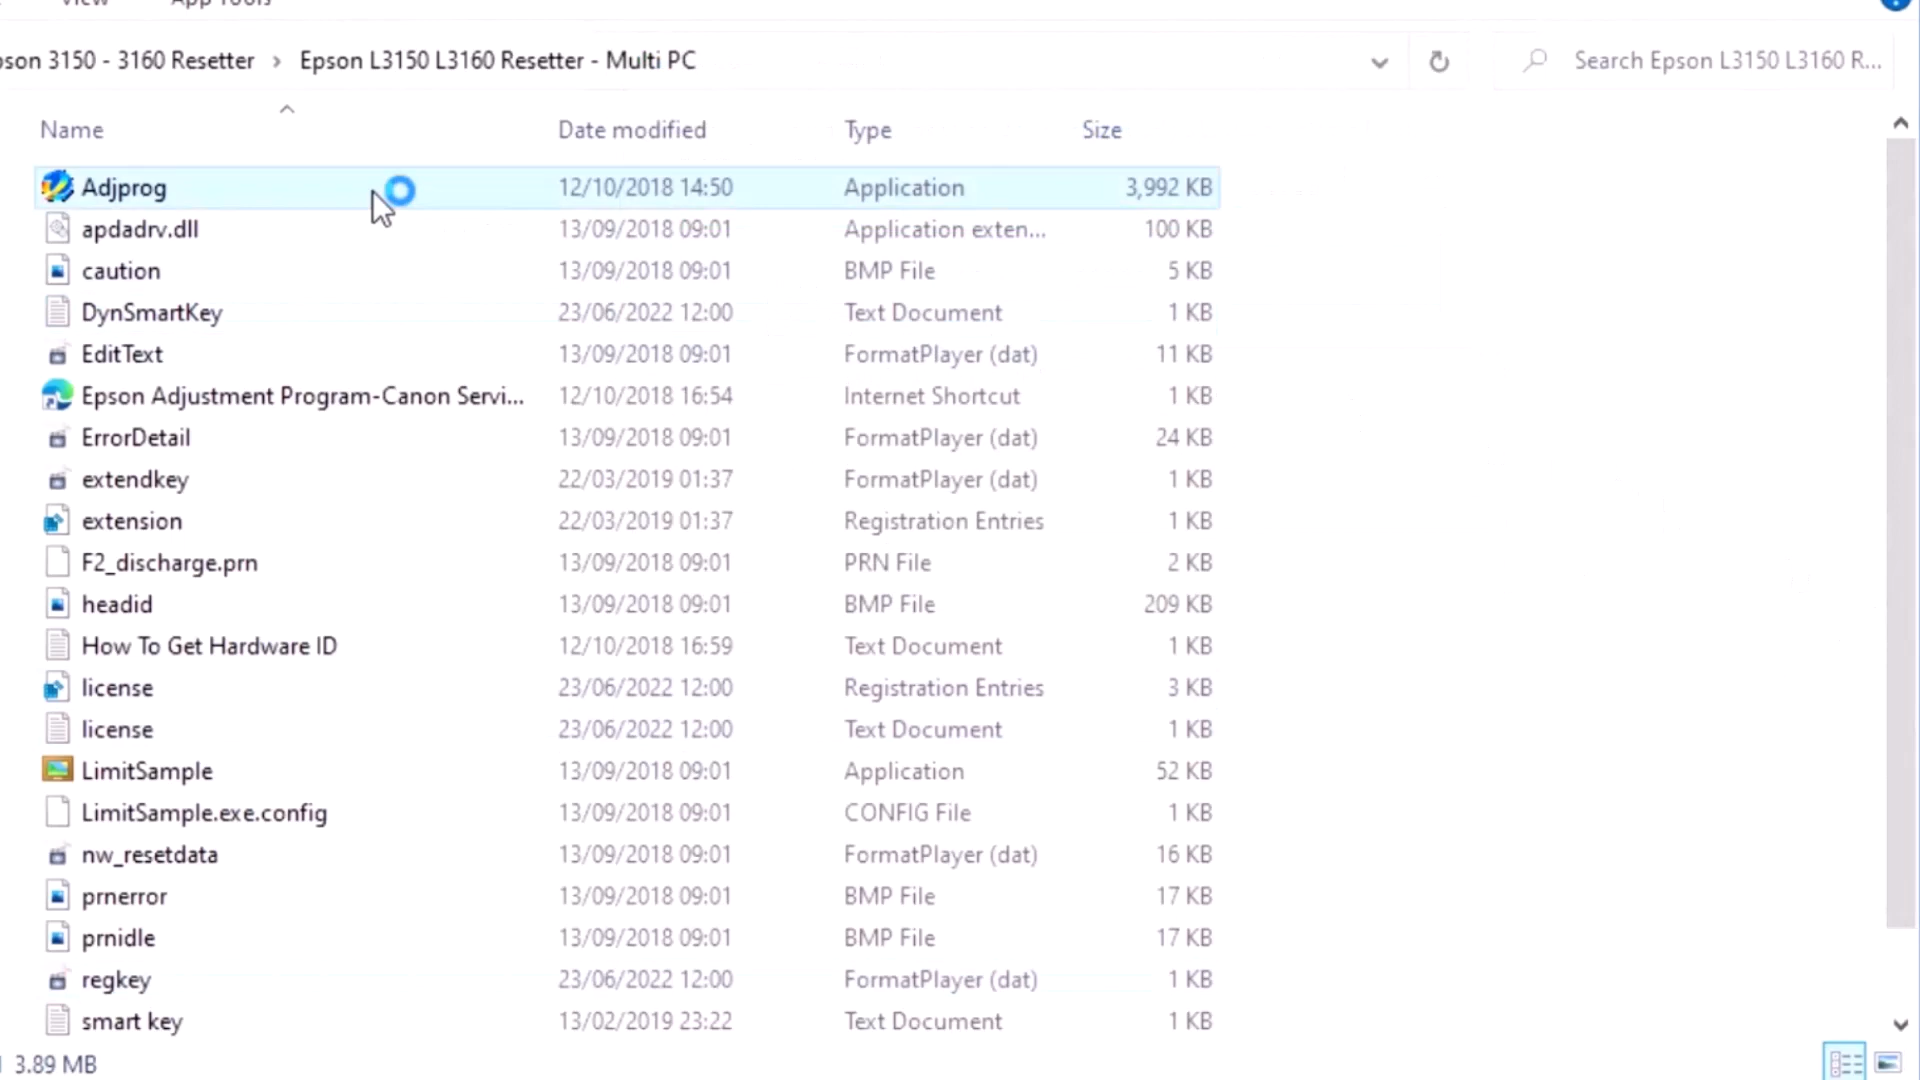 View App Tools
pson 3150 - 3160 Resetter > Epson L3150 L3160 Resetter - Multi PC Search Epson L3150 L3160 R...
Name Date modified Type Size
Adjprog 12/10/2018 14:50 Application 3,992 KB
apdadrv.dll 13/09/2018 09:01 Application exten... 100 KB
caution 13/09/2018 09:01 BMP File 5 KB
DynSmartKey 23/06/2022 12:00 Text Document 1 KB
EditText 13/09/2018 09:01 FormatPlayer (dat) 11 KB
Epson Adjustment Program-Canon Servi... 12/10/2018 16:54 Internet Shortcut 1 KB
ErrorDetail 13/09/2018 09:01 FormatPlayer (dat) 24 KB
extendkey 22/03/2019 01:37 FormatPlayer (dat) 1 KB
extension 22/03/2019 01:37 Registration Entries 1 KB
F2_discharge.prn 13/09/2018 09:01 PRN File 2 KB
headid 13/09/2018 09:01 BMP File 209 KB
How To Get Hardware ID 12/10/2018 16:59 Text Document 1 KB
license 23/06/2022 12:00 Registration Entries 3 KB
license 23/06/2022 12:00 Text Document 1 KB
LimitSample 13/09/2018 09:01 Application 52 KB
LimitSample.exe.config 13/09/2018 09:01 CONFIG File 1 KB
nw_resetdata 13/09/2018 09:01 FormatPlayer (dat) 16 KB
prnerror 13/09/2018 09:01 BMP File 17 KB
prnidle 13/09/2018 09:01 BMP File 17 KB
regkey 23/06/2022 12:00 FormatPlayer (dat) 1 KB
smart key 13/02/2019 23:22 Text Document 1 KB
3.89 MB